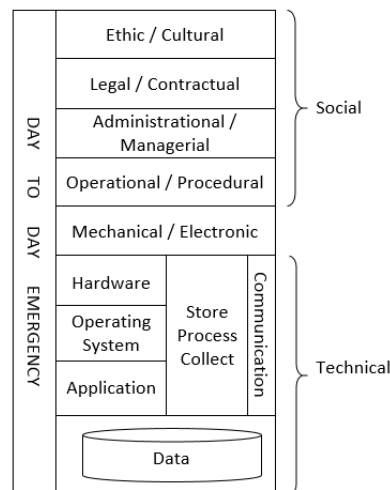 DAY TO DAY EMERGENCY
Ethic / Cultural
Legal / Contractual
Administrational /
Managerial
Operational / Procedural
Mechanical / Electronic
Hardware
Operating
System
Application
Store
Process
Collect
Communication
Data
Social
Technical